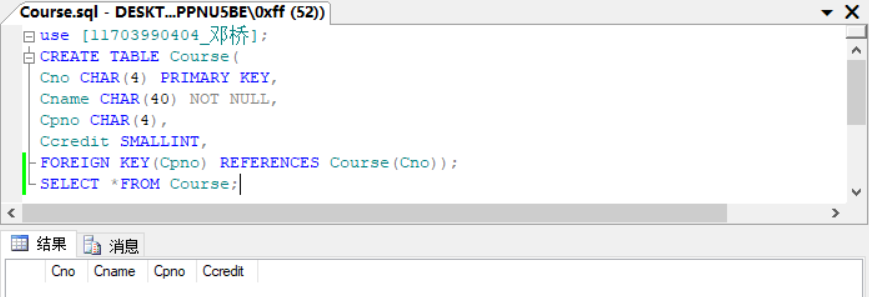 Course.sql - DESKT...PPNU5BE\0xff (52))
use [11703990404_邓桥];
CREATE TABLE Course(
Cno CHAR(4) PRIMARY KEY,
Cname CHAR(40) NOT NULL,
Cpno CHAR(4),
Ccredit SMALLINT,
FOREIGN KEY(Cpno) REFERENCES Course(Cno));
SELECT *FROM Course;
结果 消息
Cno Cname Cpno Ccredit